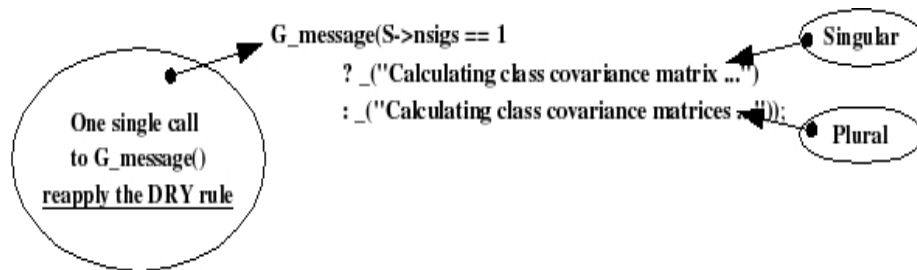 G_message(S->nsigs == 1
? _("Calculating class covariance matrix ...")
: _("Calculating class covariance matrices ..."));
Singular
Plural
One single call
to G_message()
reapply the DRY rule